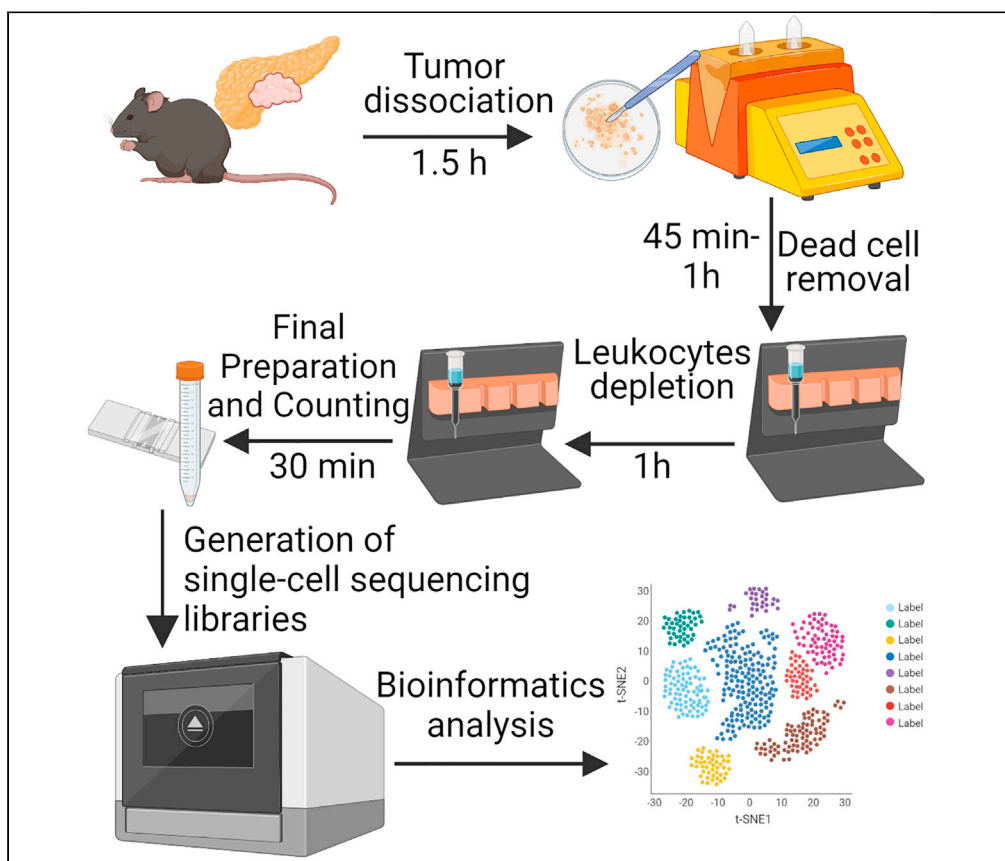 Tumor
dissociation
1.5 h
45 min-
1h
Dead cell
removal
Leukocytes
depletion
1h
Final
Preparation
and Counting
30 min
Generation of
single-cell sequencing
libraries
Bioinformatics
analysis
30
20
10
0
-10
-20
-30
t-SNE2
-30
-20
-10
0
10
20
30
t-SNE1
Label
Label
Label
Label
Label
Label
Label
Label